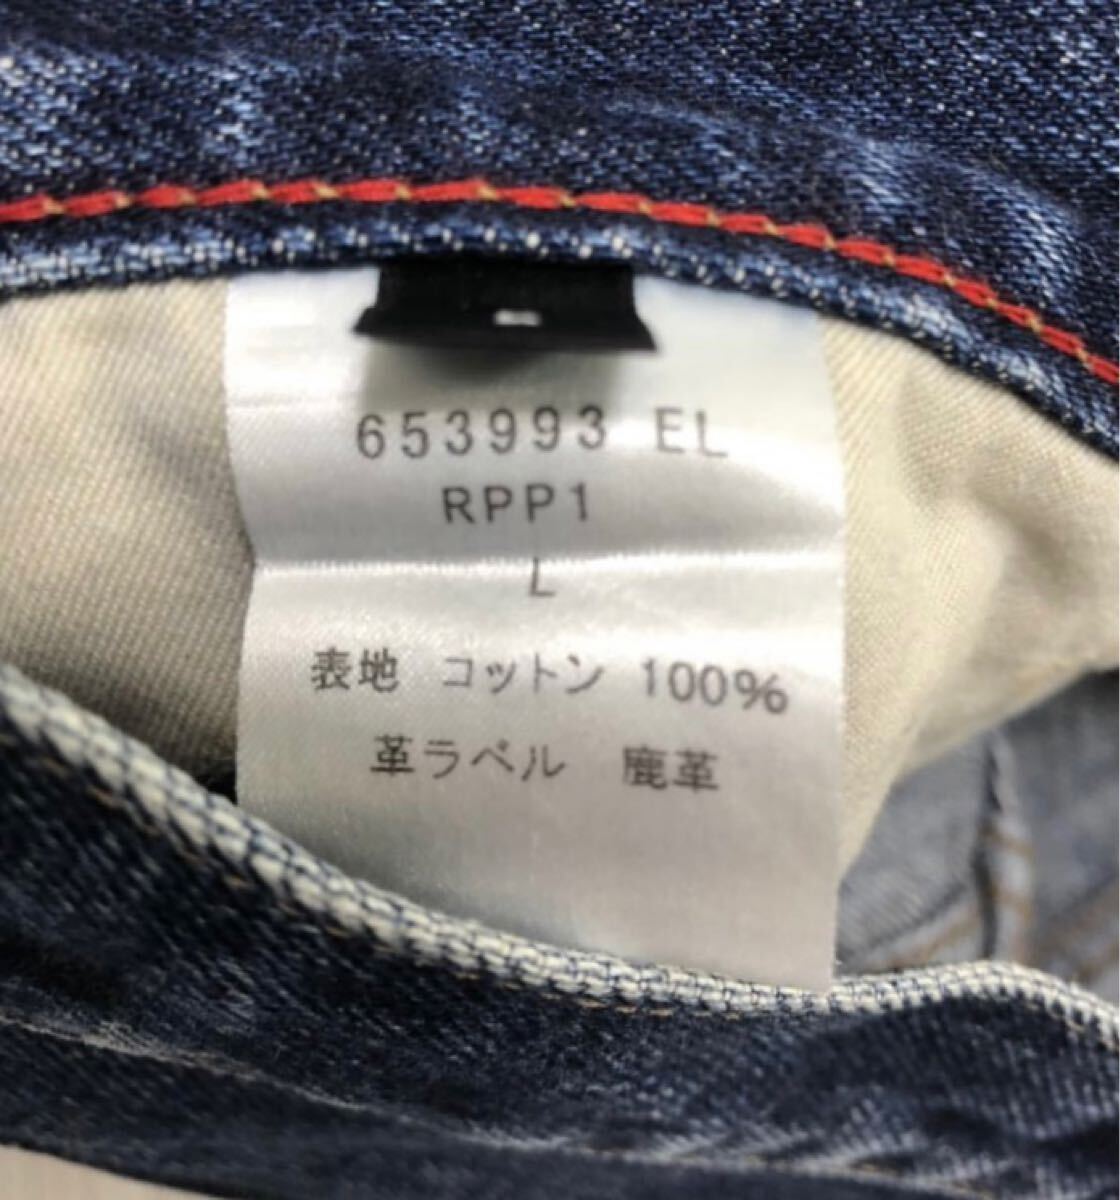 653993 EL
RPP1
L
表地 コットン 100%
革ラベル 鹿革